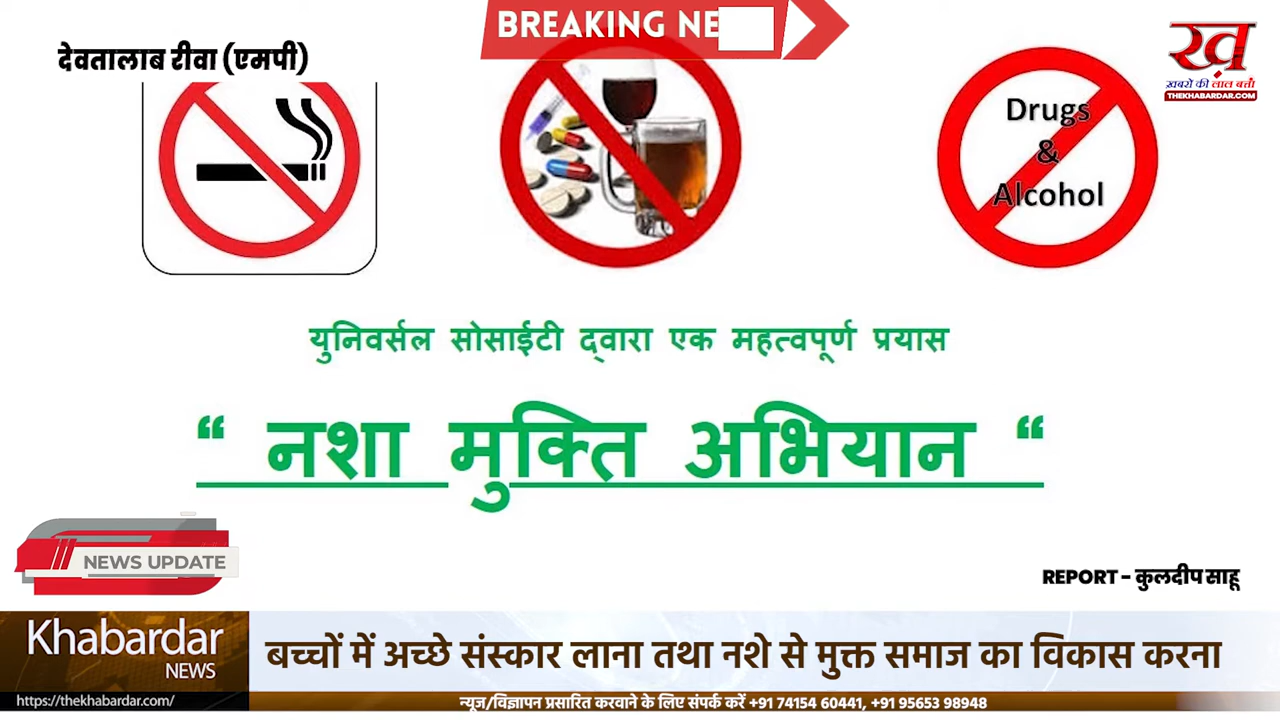 BREAKING NE
देवतालाब रीवा (एमपी)
ख़
ख़बरो की लाल बत्ती
THEKHABARDAR.COM
Drugs
&
Alcohol
युनिवर्सल सोसाईटी द्वारा एक महत्वपूर्ण प्रयास
“ नशा मुक्ति अभियान “
NEWS UPDATE
REPORT - कुलदीप साहू
Khabardar
NEWS
बच्चों में अच्छे संस्कार लाना तथा नशे से मुक्त समाज का विकास करना
https://thekhabardar.com/
न्यूज/विज्ञापन प्रसारित करवाने के लिए संपर्क करें +91 74154 60441, +91 95653 98948